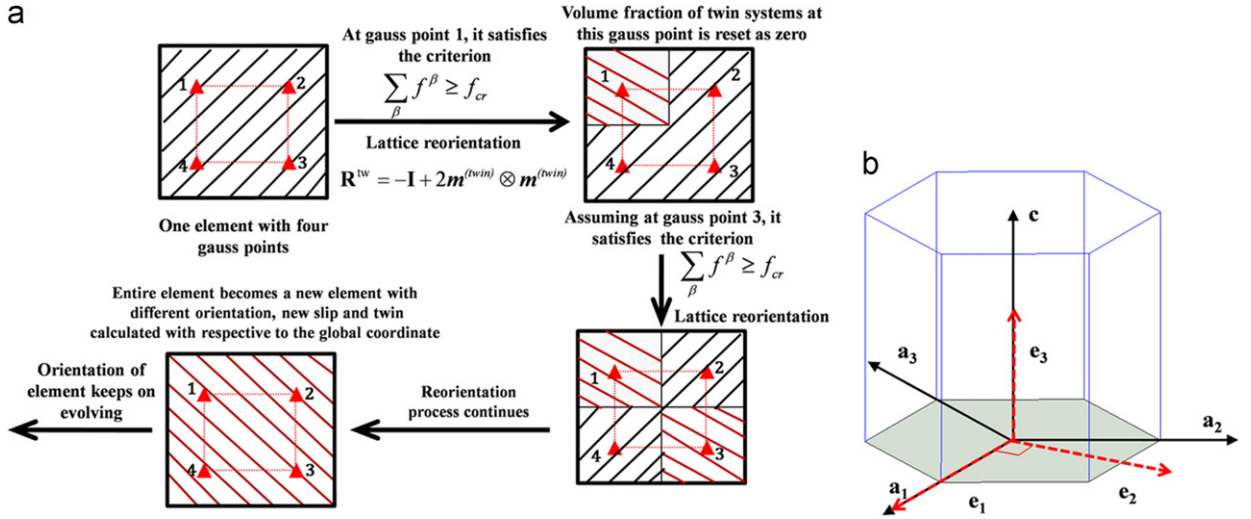 a
At gauss point 1, it satisfies
the criterion
∑_β f^β ≥ f_cr
Lattice reorientation
R^tw = −I + 2m^(twin) ⊗ m^(twin)
1
2
4
3
One element with four
gauss points
Volume fraction of twin systems at
this gauss point is reset as zero
1
2
4
3
Assuming at gauss point 3, it
satisfies the criterion
∑_β f^β ≥ f_cr
Lattice reorientation
1
2
4
3
Reorientation
process continues
Entire element becomes a new element with
different orientation, new slip and twin
calculated with respective to the global coordinate
1
2
4
3
Orientation of
element keeps on
evolving
b
c
a₃
e₃
a₂
a₁
e₁
e₂